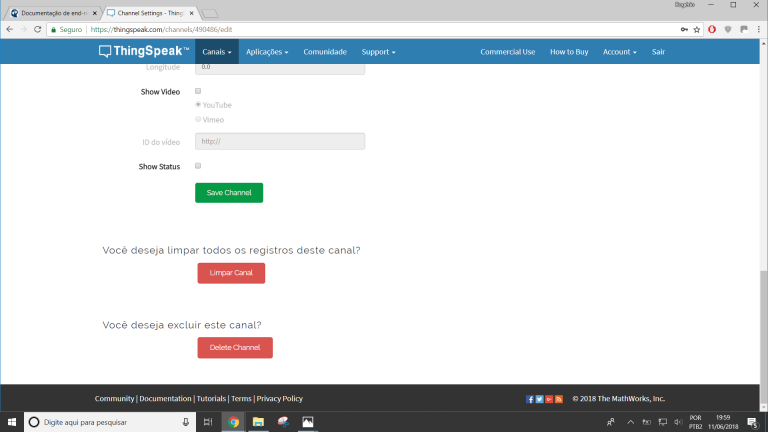 Documentação de end-n
Channel Settings - Thing
Seguro
https://thingspeak.com/channels/490486/edit
ThingSpeak™
Canais
Aplicações
Comunidade
Support
Commercial Use
How to Buy
Account
Sair
Longitude
0.0
Show Video
YouTube
Vimeo
ID do vídeo
http://
Show Status
Save Channel
Você deseja limpar todos os registros deste canal?
Limpar Canal
Você deseja excluir este canal?
Delete Channel
Community | Documentation | Tutorials | Terms | Privacy Policy
© 2018 The MathWorks, Inc.
Digite aqui para pesquisar
POR
PTB2
19:59
11/06/2018
5